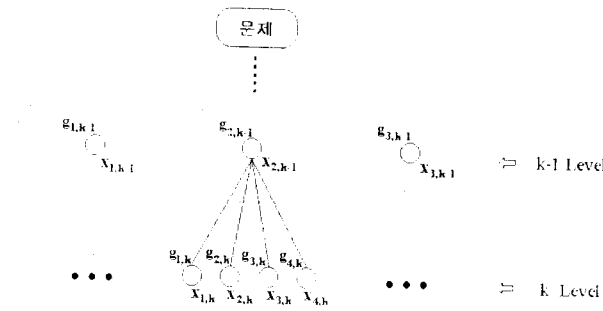 문제
g1,k-1 g2,k-1 g3,k-1
x1,k-1 x2,k-1 x3,k-1 ⇦ k-1 Level
g1,k g2,k g3,k g4,k
x1,k x2,k x3,k x4,k ⇦ k Level